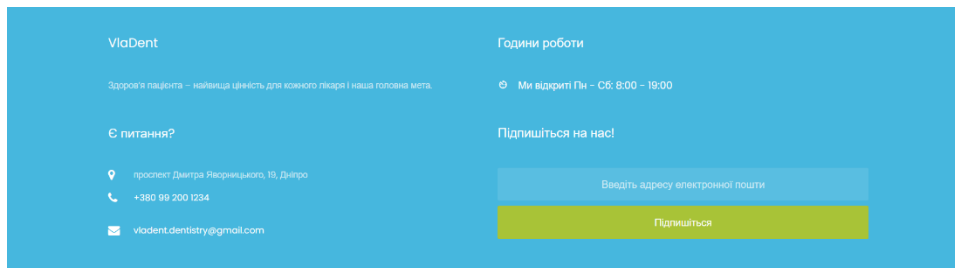 VlaDent
Здоров'я пацієнта – найвища цінність для кожного лікаря і наша головна мета.
Є питання?
проспект Дмитра Яворницького, 19, Дніпро
+380 99 200 1234
vladent.dentistry@gmail.com
Години роботи
Ми відкриті Пн – Сб: 8:00 – 19:00
Підпишіться на нас!
Введіть адресу електронної пошти
Підпишіться